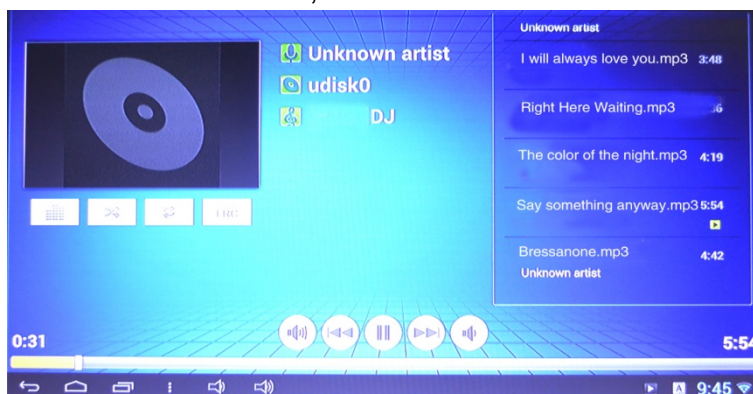 Unknown artist
udisk0
DJ
LRC
Unknown artist
I will always love you.mp3 3:48
Right Here Waiting.mp3 6
The color of the night.mp3 4:19
Say something anyway.mp3 5:54
Bressanone.mp3 4:42
Unknown artist
0:31
5:54
A 9:45